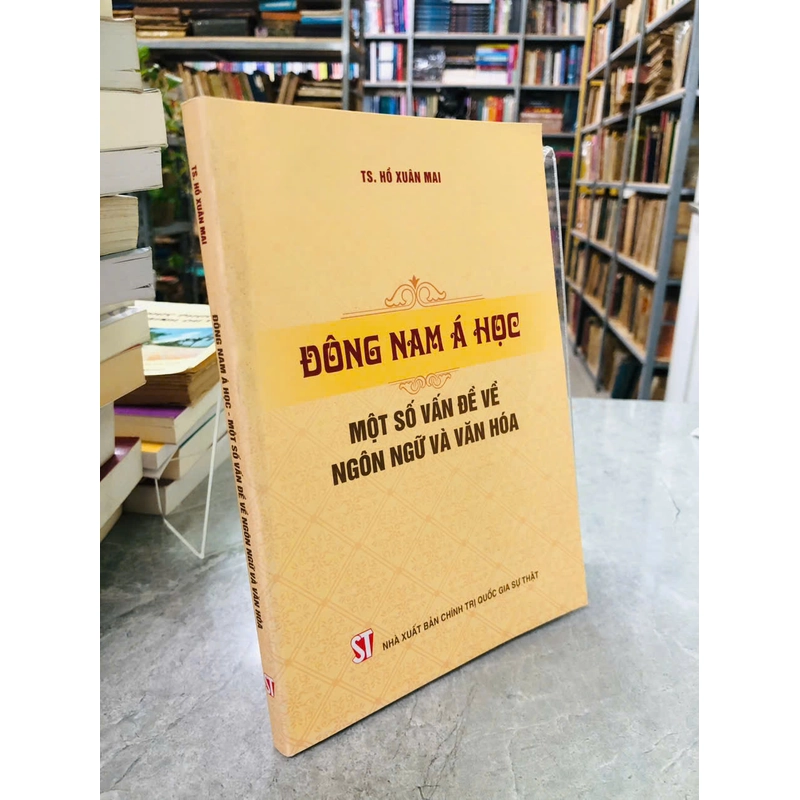 TS. HỒ XUÂN MAI
ĐÔNG NAM Á HỌC
MỘT SỐ VẤN ĐỀ VỀ
NGÔN NGỮ VÀ VĂN HÓA
ST NHÀ XUẤT BẢN CHÍNH TRỊ QUỐC GIA SỰ THẬT
TS. HỒ XUÂN MAI
ĐÔNG NAM Á HỌC - MỘT SỐ VẤN ĐỀ VỀ NGÔN NGỮ VÀ VĂN HÓA
ST